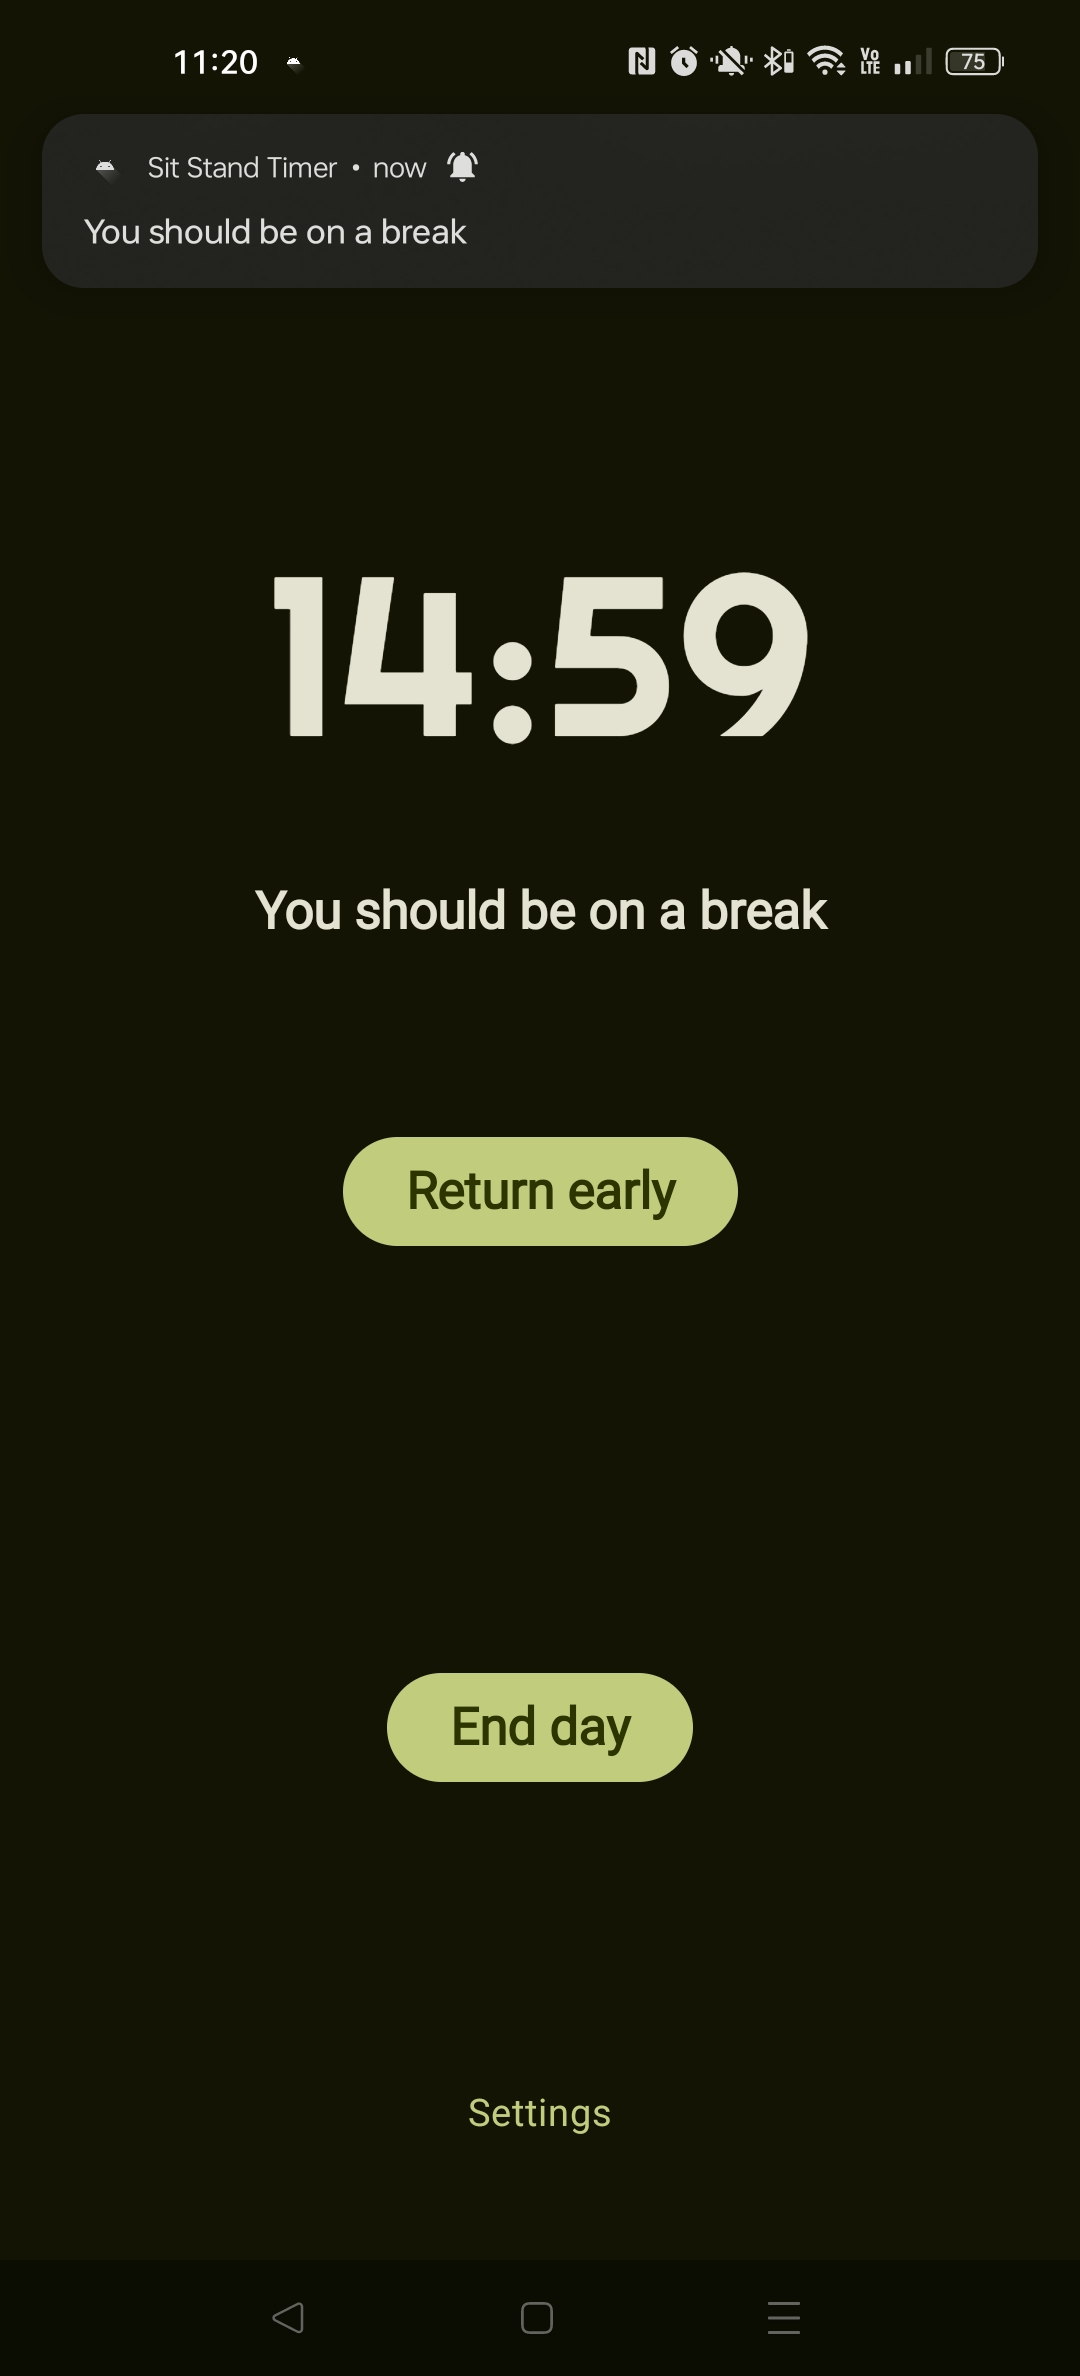 11:20
Vo
LTE
75
Sit Stand Timer • now
You should be on a break
14:59
You should be on a break
Return early
End day
Settings